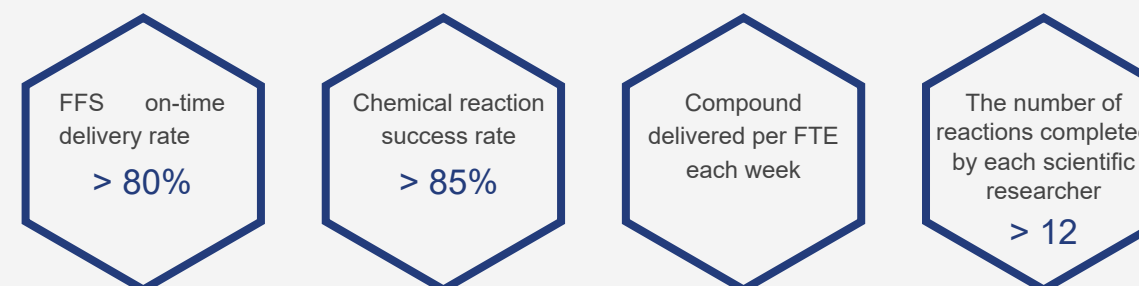 FFS on-time
delivery rate
> 80%
Chemical reaction
success rate
> 85%
Compound
delivered per FTE
each week
The number of
reactions complete
by each scientific
researcher
> 12